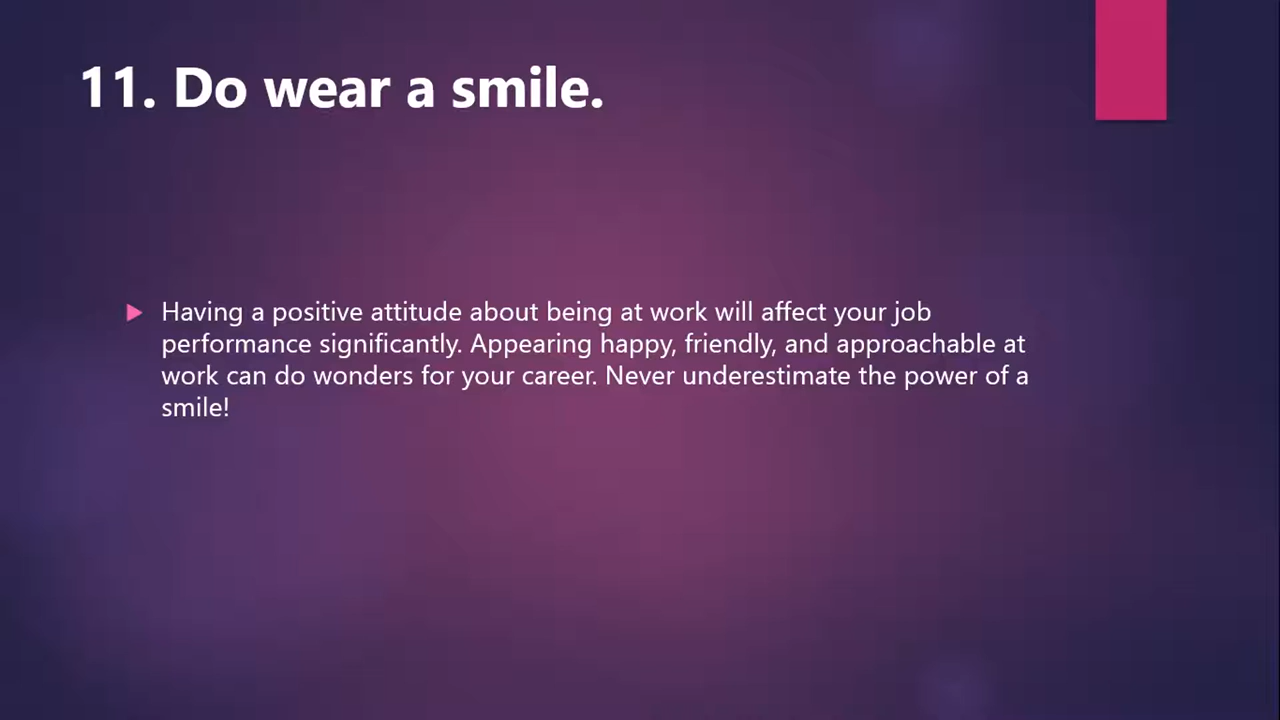 11. Do wear a smile.
Having a positive attitude about being at work will affect your job
performance significantly. Appearing happy, friendly, and approachable at
work can do wonders for your career. Never underestimate the power of a
smile!